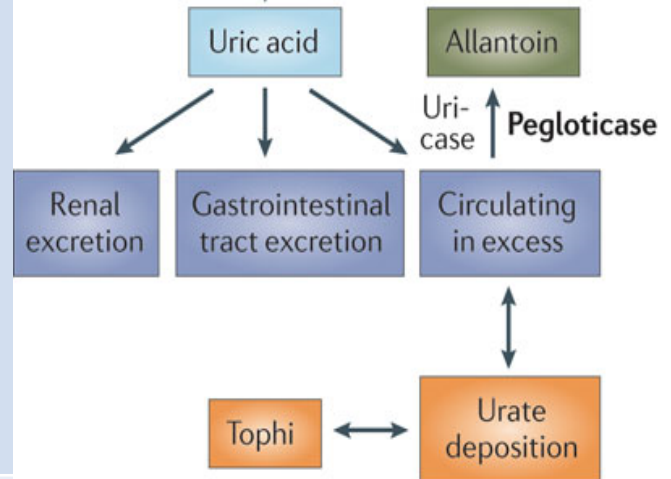 Uric acid
Allantoin
Uri-
case
Pegloticase
Renal
excretion
Gastrointestinal
tract excretion
Circulating
in excess
Tophi
Urate
deposition